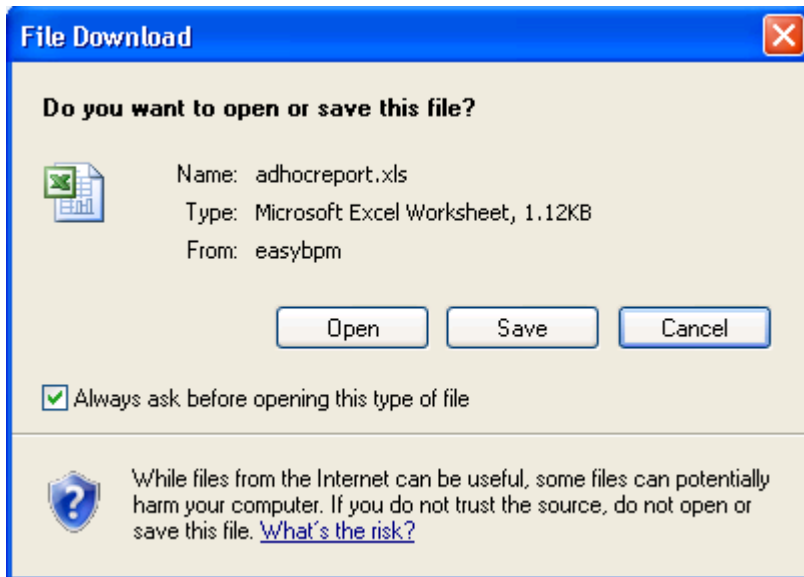 File Download
Do you want to open or save this file?
Name: adhocreport.xls
Type: Microsoft Excel Worksheet, 1.12KB
From: easybpm
Open Save Cancel
Always ask before opening this type of file
While files from the Internet can be useful, some files can potentially
harm your computer. If you do not trust the source, do not open or
save this file. What's the risk?